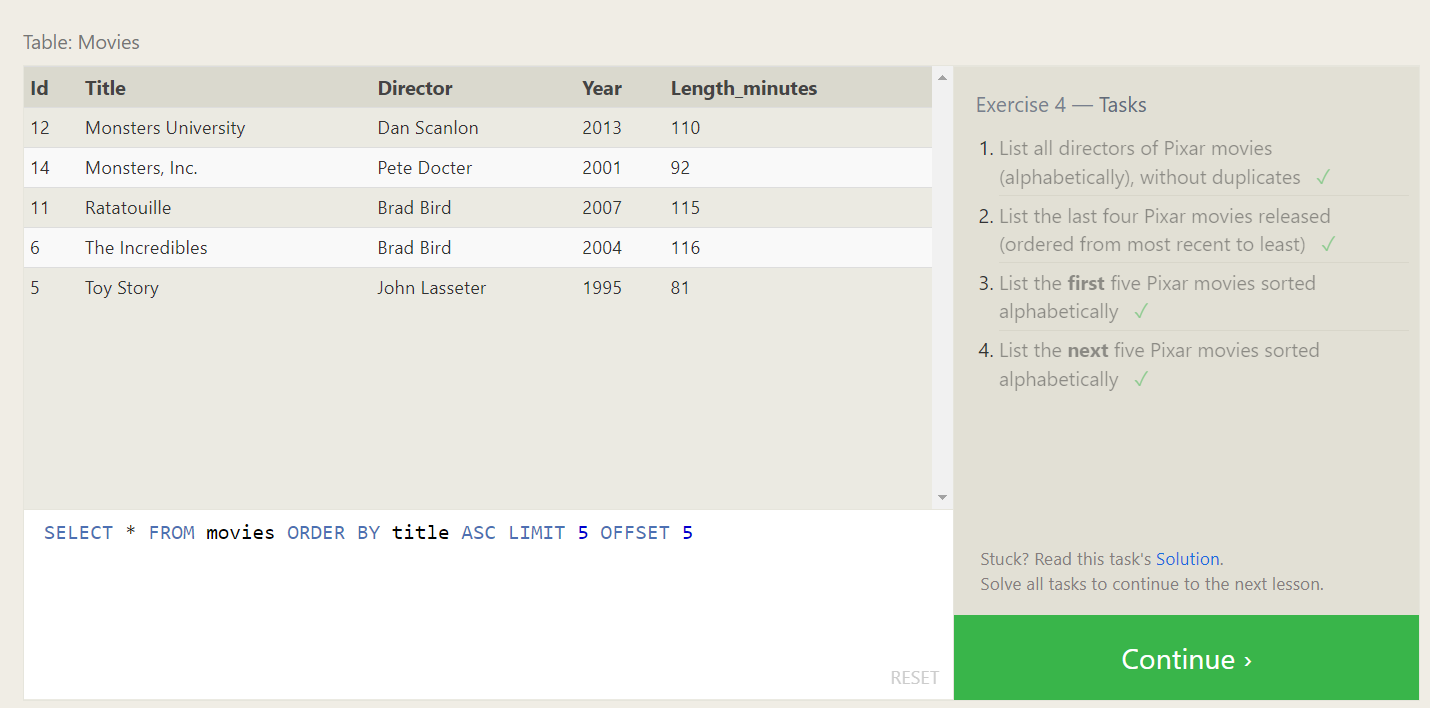 Table: Movies
Id Title Director Year Length_minutes
12 Monsters University Dan Scanlon 2013 110
14 Monsters, Inc. Pete Docter 2001 92
11 Ratatouille Brad Bird 2007 115
6 The Incredibles Brad Bird 2004 116
5 Toy Story John Lasseter 1995 81
SELECT * FROM movies ORDER BY title ASC LIMIT 5 OFFSET 5
RESET
Exercise 4 — Tasks
1. List all directors of Pixar movies
(alphabetically), without duplicates ✓
2. List the last four Pixar movies released
(ordered from most recent to least) ✓
3. List the first five Pixar movies sorted
alphabetically ✓
4. List the next five Pixar movies sorted
alphabetically ✓
Stuck? Read this task's Solution.
Solve all tasks to continue to the next lesson.
Continue ›